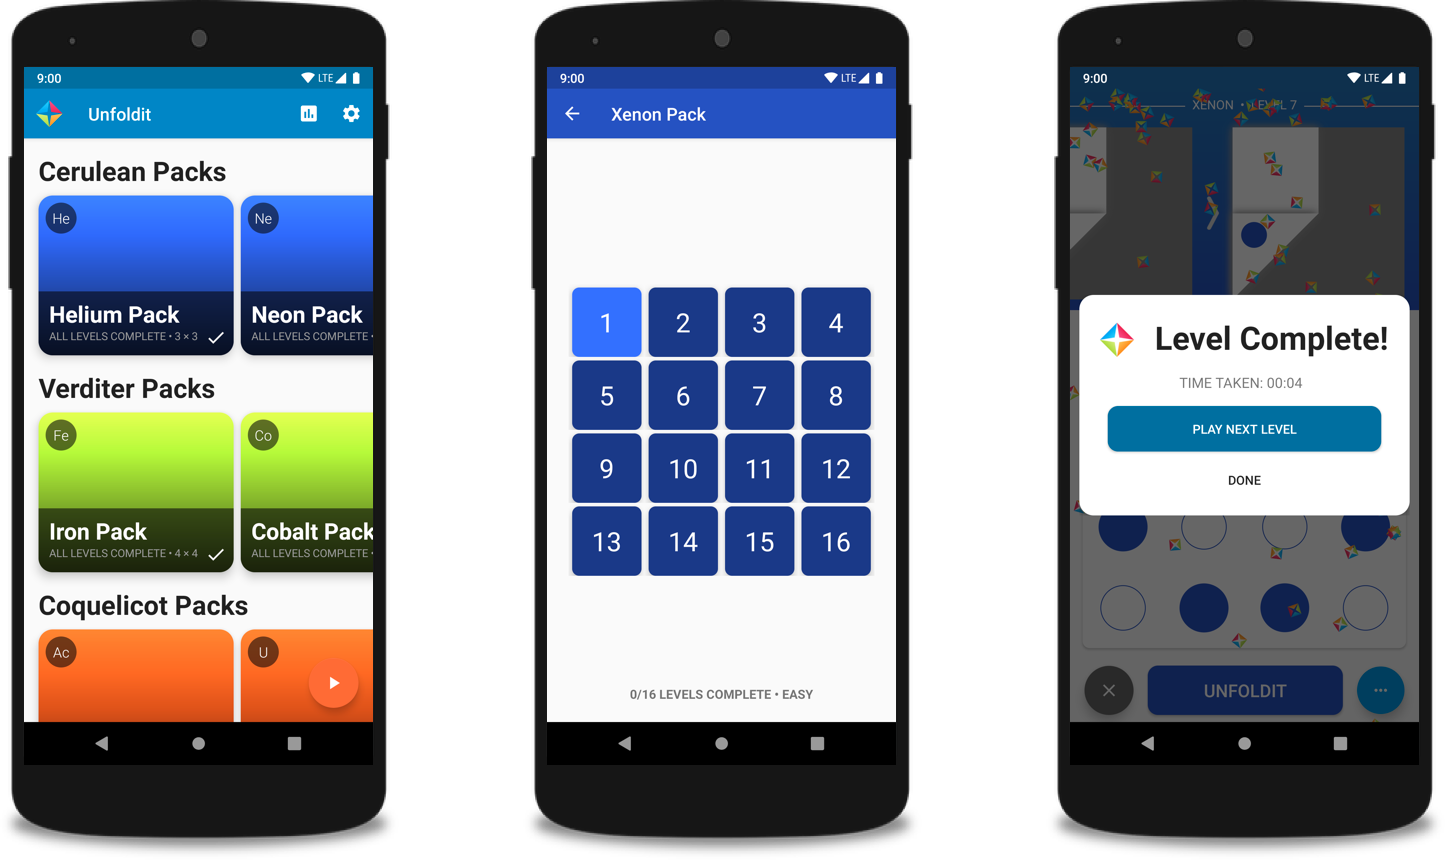 9:00 LTE
Unfoldit
Cerulean Packs
He
Ne
Helium Pack
Neon Pack
ALL LEVELS COMPLETE • 3 × 3
ALL LEVELS COMPLETE •
Verditer Packs
Fe
Co
Iron Pack
Cobalt Pack
ALL LEVELS COMPLETE • 4 × 4
ALL LEVELS COMPLETE •
Coquelicot Packs
Ac
U
9:00 LTE
Xenon Pack
1 2 3 4
5 6 7 8
9 10 11 12
13 14 15 16
0/16 LEVELS COMPLETE • EASY
9:00 LTE
XENON • LEVEL 7
Level Complete!
TIME TAKEN: 00:04
PLAY NEXT LEVEL
DONE
UNFOLDIT